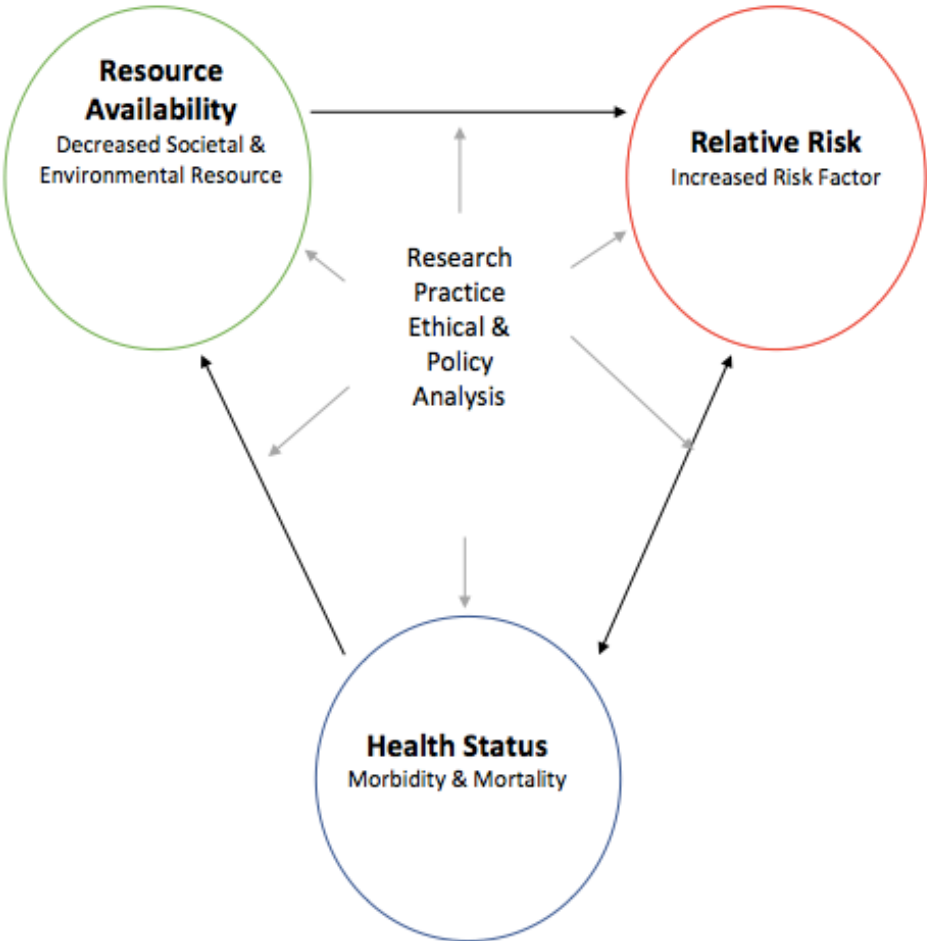 Resource
Availability
Decreased Societal &
Environmental Resource
Relative Risk
Increased Risk Factor
Research
Practice
Ethical &
Policy
Analysis
Health Status
Morbidity & Mortality